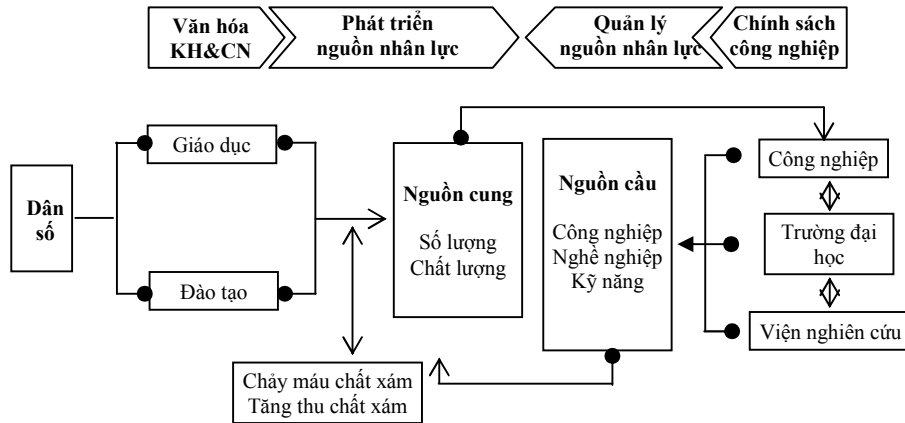 Văn hóa
KH&CN
Phát triển
nguồn nhân lực
Quản lý
nguồn nhân lực
Chính sách
công nghiệp
Dân
số
Giáo dục
Đào tạo
Nguồn cung
Số lượng
Chất lượng
Nguồn cầu
Công nghiệp
Nghề nghiệp
Kỹ năng
Công nghiệp
Trường đại
học
Viện nghiên cứu
Chảy máu chất xám
Tăng thu chất xám